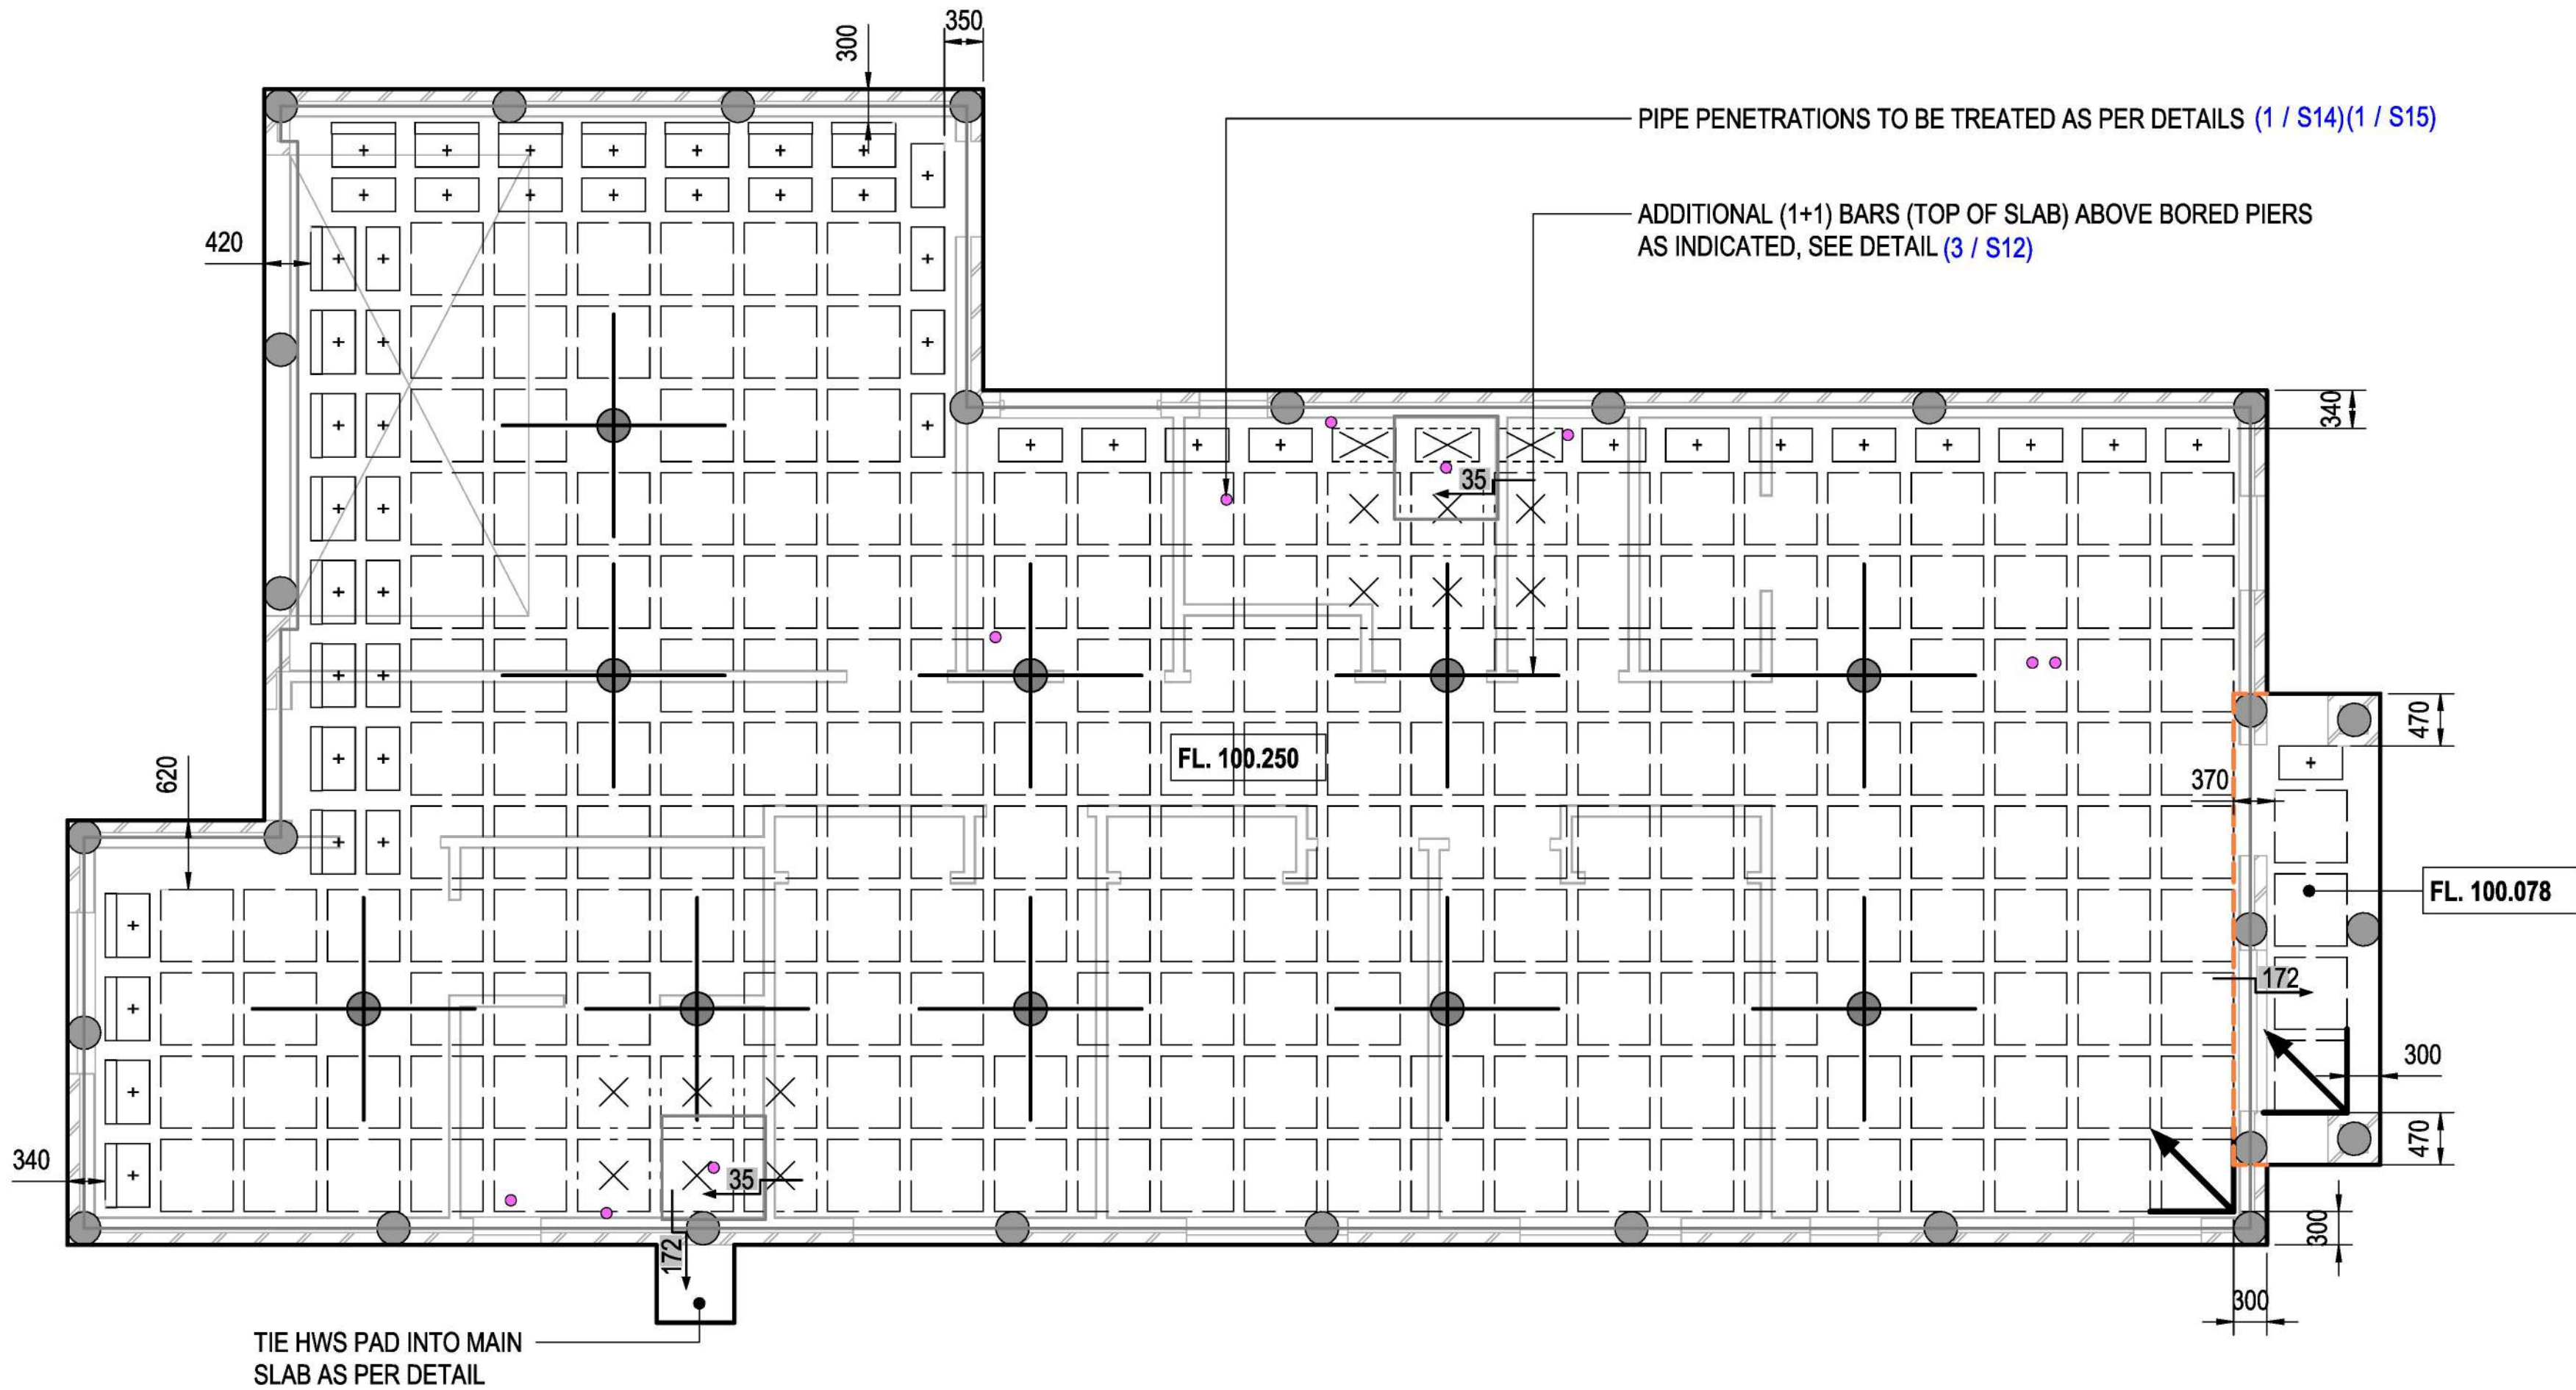 350
300
PIPE PENETRATIONS TO BE TREATED AS PER DETAILS (1 / S14)(1 / S15)
ADDITIONAL (1+1) BARS (TOP OF SLAB) ABOVE BORED PIERS
AS INDICATED, SEE DETAIL (3 / S12)
420
340
35
470
620
FL. 100.250
370
FL. 100.078
172
300
470
340
35
300
172
300
TIE HWS PAD INTO MAIN
SLAB AS PER DETAIL